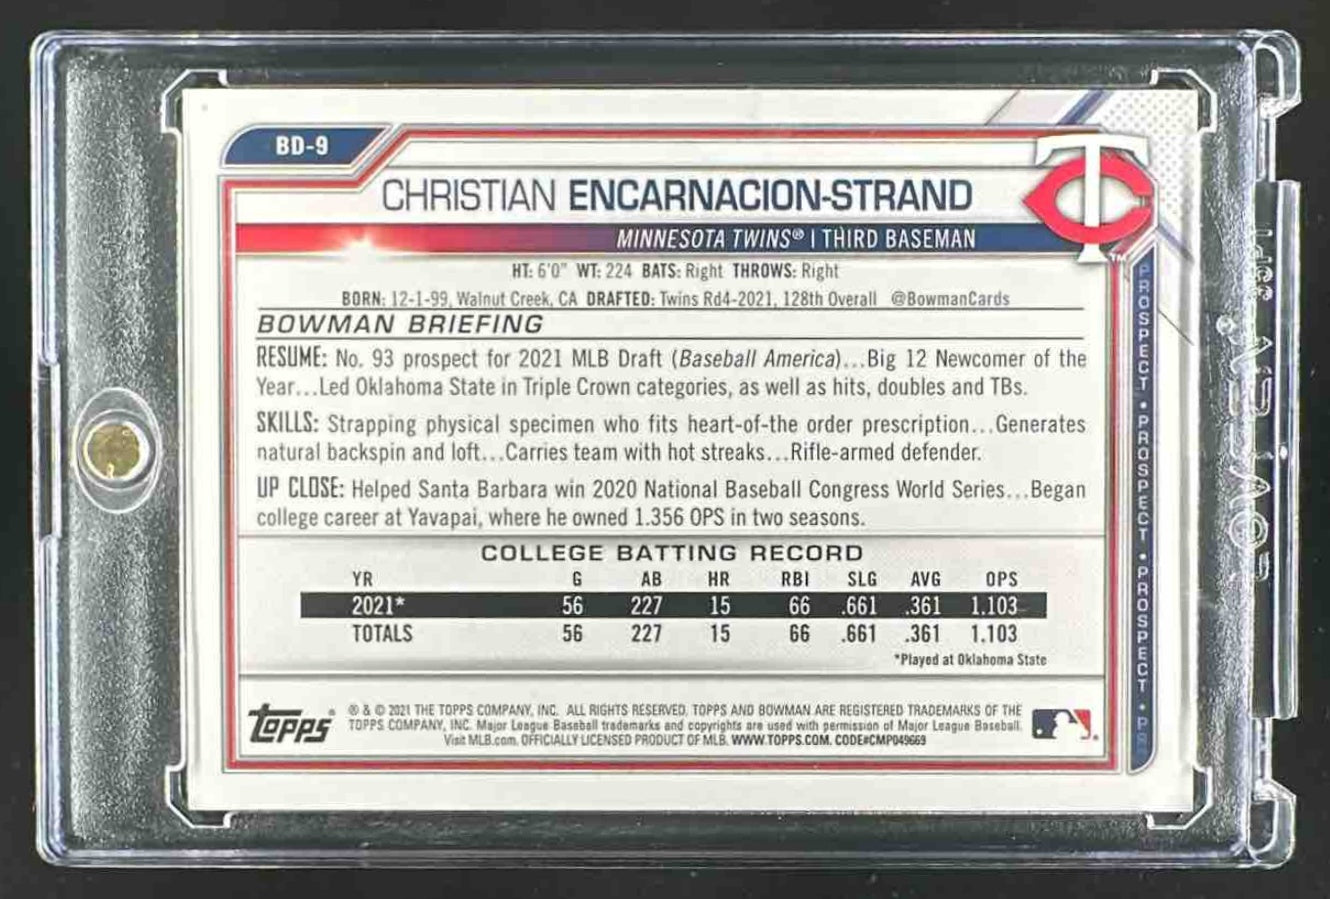 BD-9
CHRISTIAN ENCARNACION-STRAND
MINNESOTA TWINS® | THIRD BASEMAN
HT: 6'0" WT: 224 BATS: Right THROWS: Right
BORN: 12-1-99, Walnut Creek, CA DRAFTED: Twins Rd4-2021, 128th Overall @BowmanCards
BOWMAN BRIEFING
RESUME: No. 93 prospect for 2021 MLB Draft (Baseball America)...Big 12 Newcomer of the
Year...Led Oklahoma State in Triple Crown categories, as well as hits, doubles and TBs.
SKILLS: Strapping physical specimen who fits heart-of-the order prescription...Generates
natural backspin and loft...Carries team with hot streaks...Rifle-armed defender.
UP CLOSE: Helped Santa Barbara win 2020 National Baseball Congress World Series...Began
college career at Yavapai, where he owned 1.356 OPS in two seasons.
COLLEGE BATTING RECORD
YR G AB HR RBI SLG AVG OPS
2021* 56 227 15 66 .661 .361 1.103
TOTALS 56 227 15 66 .661 .361 1.103
*Played at Oklahoma State
TOPPS®
® & © 2021 THE TOPPS COMPANY, INC. ALL RIGHTS RESERVED. TOPPS AND BOWMAN ARE REGISTERED TRADEMARKS OF THE
TOPPS COMPANY, INC. Major League Baseball trademarks and copyrights are used with permission of Major League Baseball.
Visit MLB.com. OFFICIALLY LICENSED PRODUCT OF MLB. WWW.TOPPS.COM. CODE#CMP049669
TC™
PROSPECT • PROSPECT • PROSPECT • PR